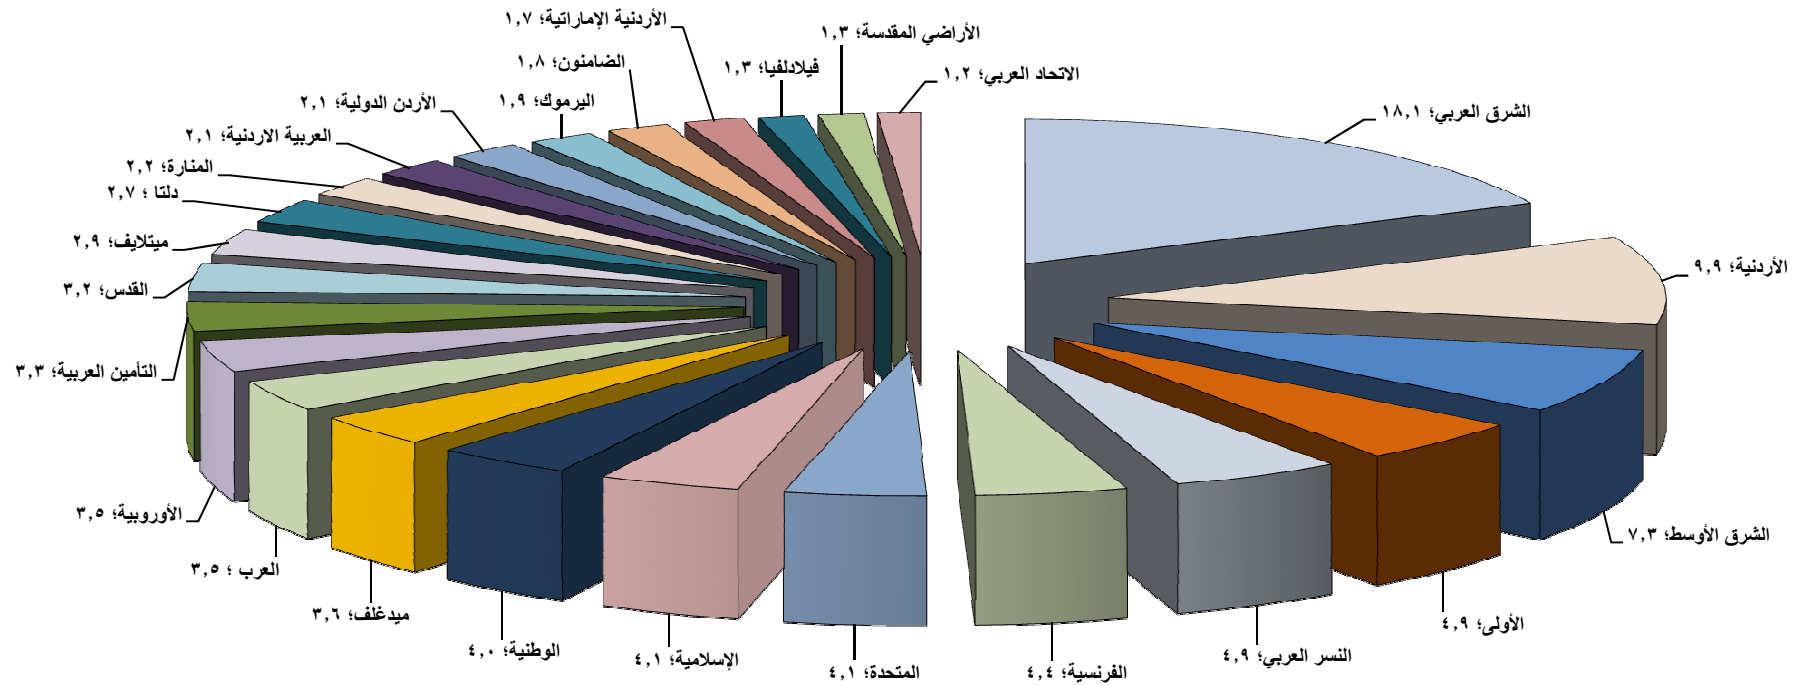 الشرق العربي؛ ١٨,١
الأردنية؛ ٩,٩
الشرق الأوسط؛ ٧,٣
الأولى؛ ٤,٩
النسر العربي؛ ٤,٩
الفرنسية؛ ٤,٤
المتحدة؛ ٤,١
الإسلامية؛ ٤,١
الوطنية؛ ٤,٠
ميدغلف؛ ٣,٦
العرب ؛ ٣,٥
الأوروبية؛ ٣,٥
التأمين العربية؛ ٣,٣
القدس؛ ٣,٢
ميتلايف؛ ٢,٩
دلتا ؛ ٢,٧
المنارة؛ ٢,٢
العربية الاردنية؛ ٢,١
الأردن الدولية؛ ٢,١
اليرموك؛ ١,٩
الضامنون؛ ١,٨
الأردنية الإماراتية؛ ١,٧
فيلادلفيا؛ ١,٣
الأراضي المقدسة؛ ١,٣
الاتحاد العربي؛ ١,٢